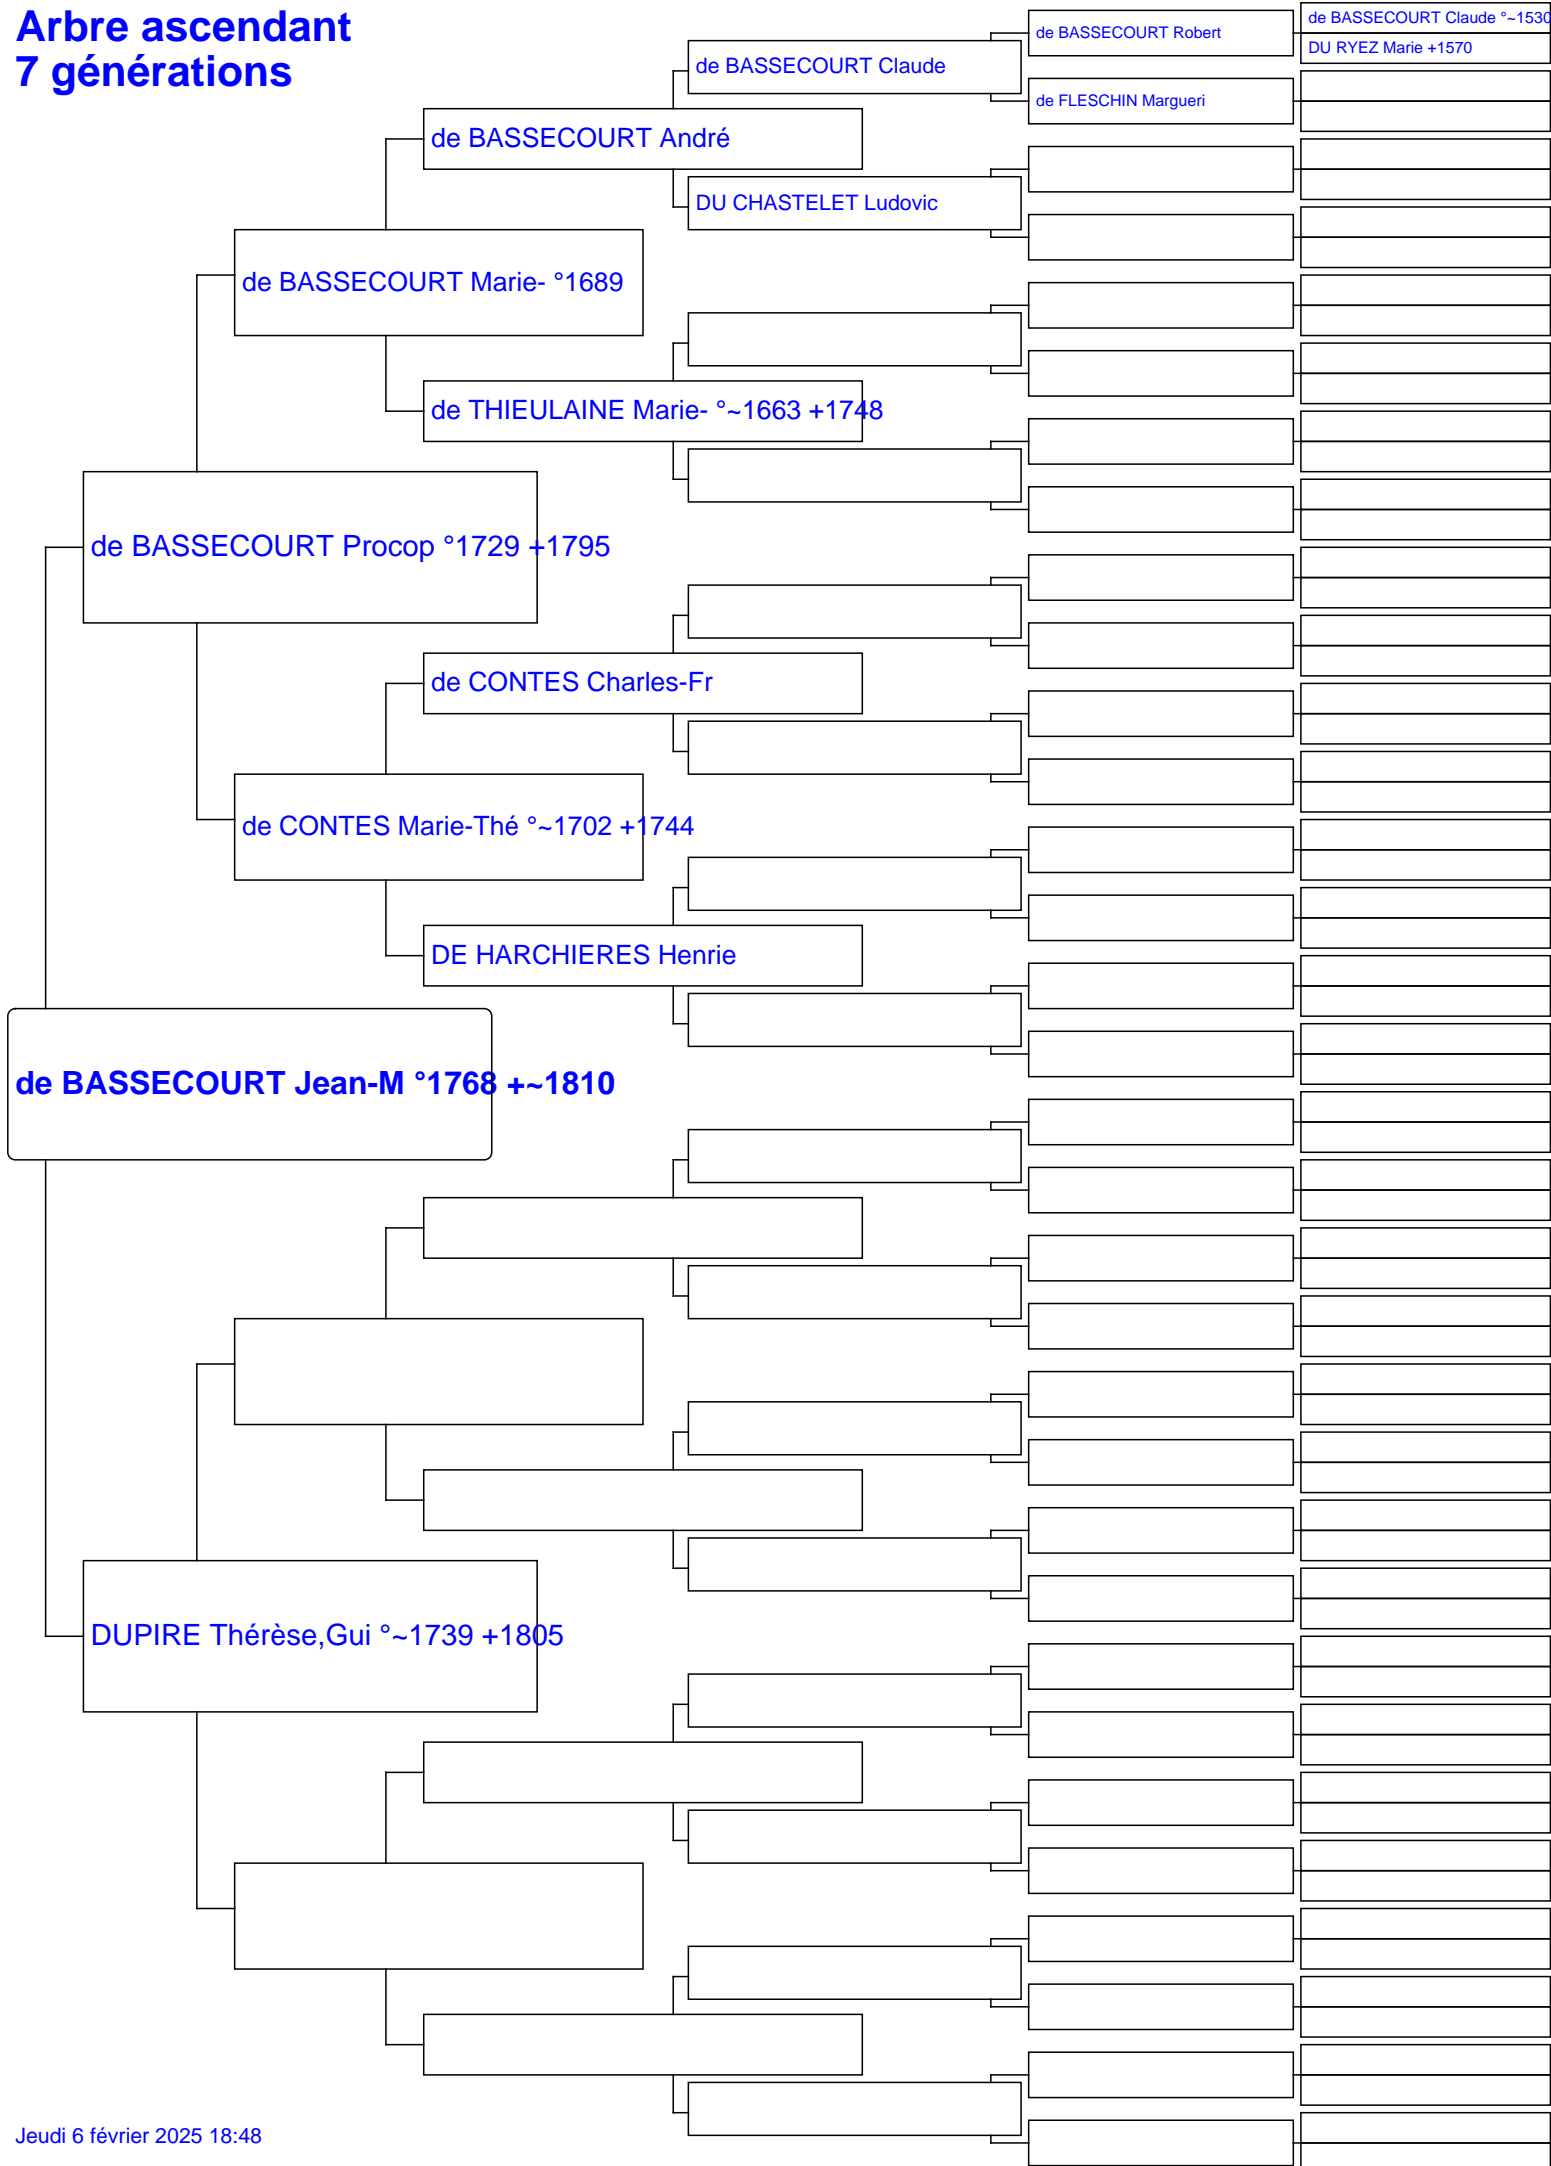 Arbre ascendant
7 générations
de BASSECOURT Claude °~1530
de BASSECOURT Robert
DU RYEZ Marie +1570
de BASSECOURT Claude
de FLESCHIN Margueri
de BASSECOURT André
DU CHASTELET Ludovic
de BASSECOURT Marie- °1689
de THIEULAINE Marie- °~1663 +1748
de BASSECOURT Procop °1729 +1795
de CONTES Charles-Fr
de CONTES Marie-Thé °~1702 +1744
DE HARCHIERES Henrie
de BASSECOURT Jean-M °1768 +~1810
DUPIRE Thérèse,Gui °~1739 +1805
Jeudi 6 février 2025 18:48